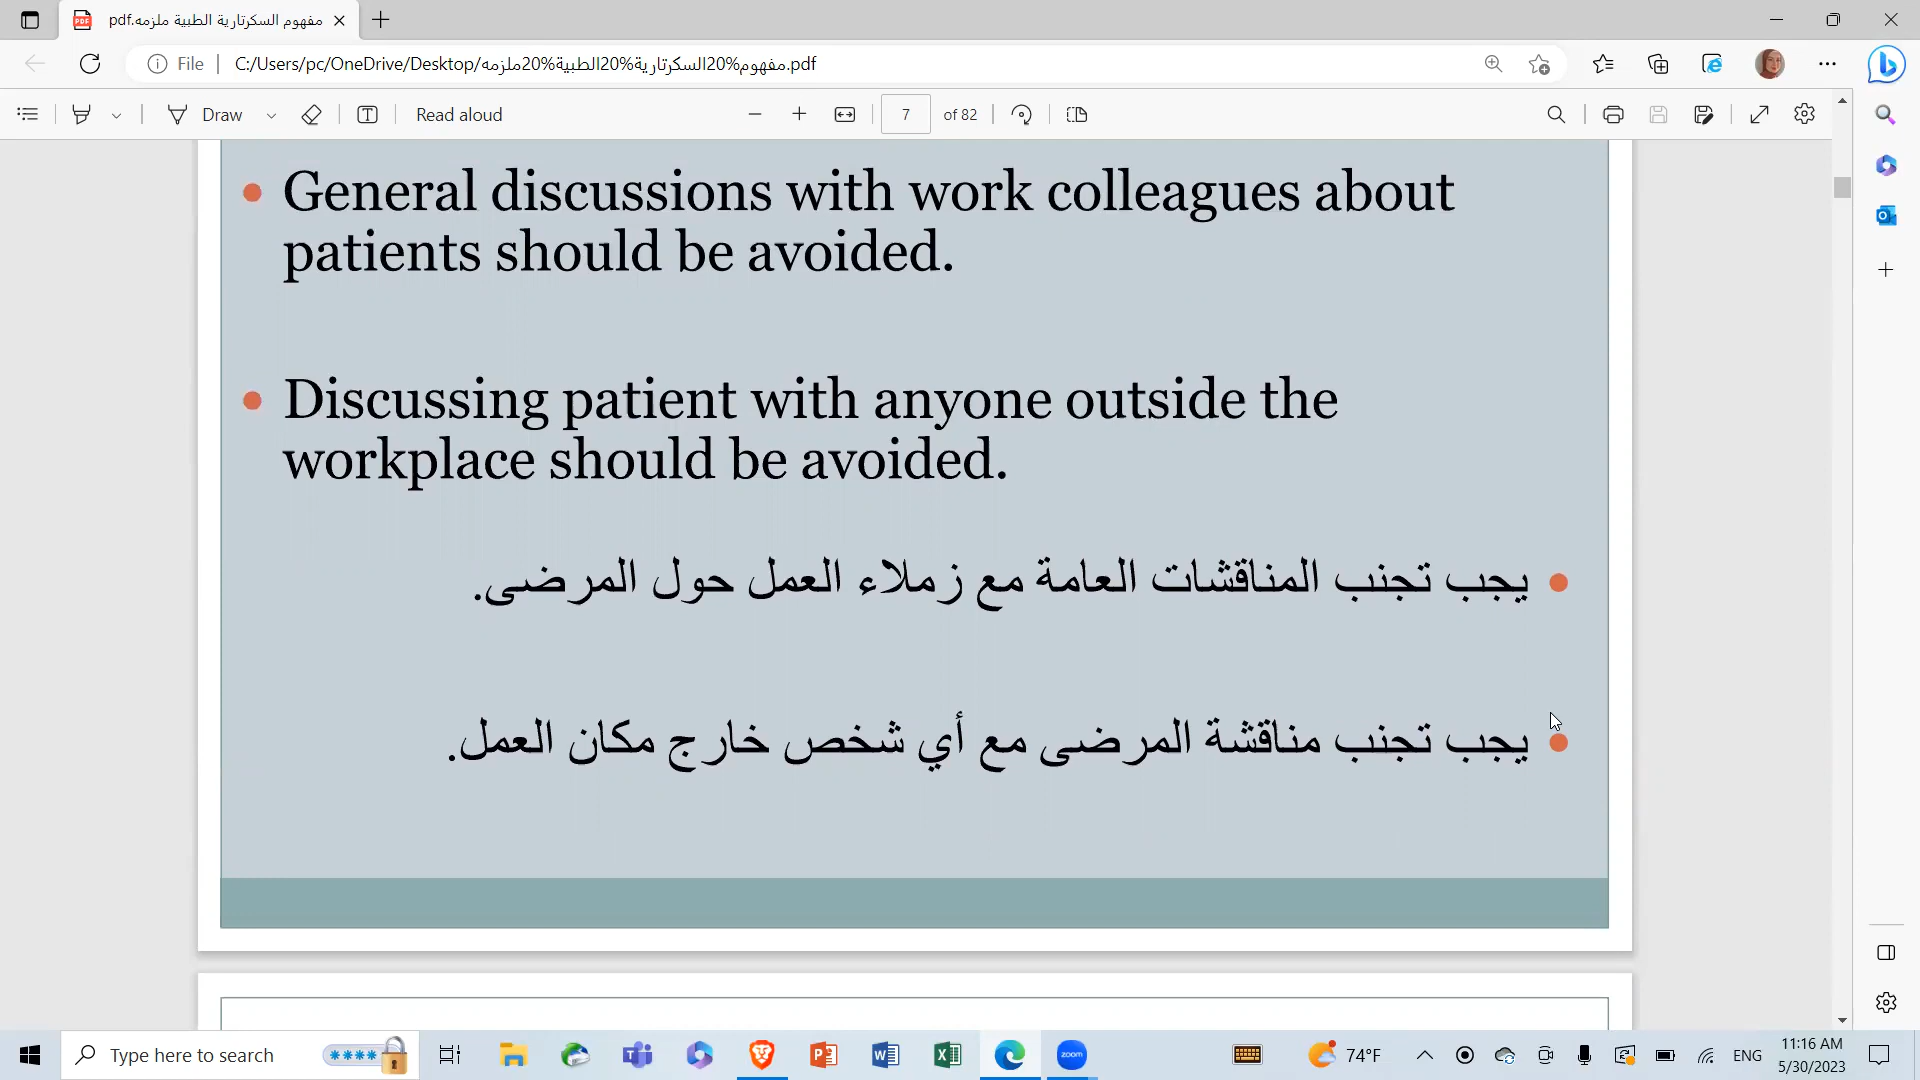 مفهوم السكرتارية الطبية ملزمه.pdf
File
C:/Users/pc/OneDrive/Desktop/مفهوم%20السكرتارية%20الطبية%20ملزمه.pdf
Draw
Read aloud
7
of 82
General discussions with work colleagues about
patients should be avoided.
Discussing patient with anyone outside the
workplace should be avoided.
يجب تجنب المناقشات العامة مع زملاء العمل حول المرضى.
يجب تجنب مناقشة المرضى مع أي شخص خارج مكان العمل.
Type here to search
zoom
74°F
ENG
11:16 AM
5/30/2023